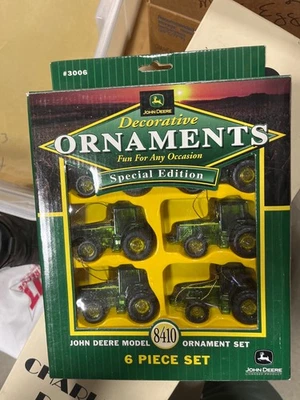 #3006
JOHN DEERE
Decorative
ORNAMENTS
Fun For Any Occasion
Special Edition
JOHN DEERE MODEL 8410 ORNAMENT SET
6 PIECE SET
JOHN DEERE
CHARL